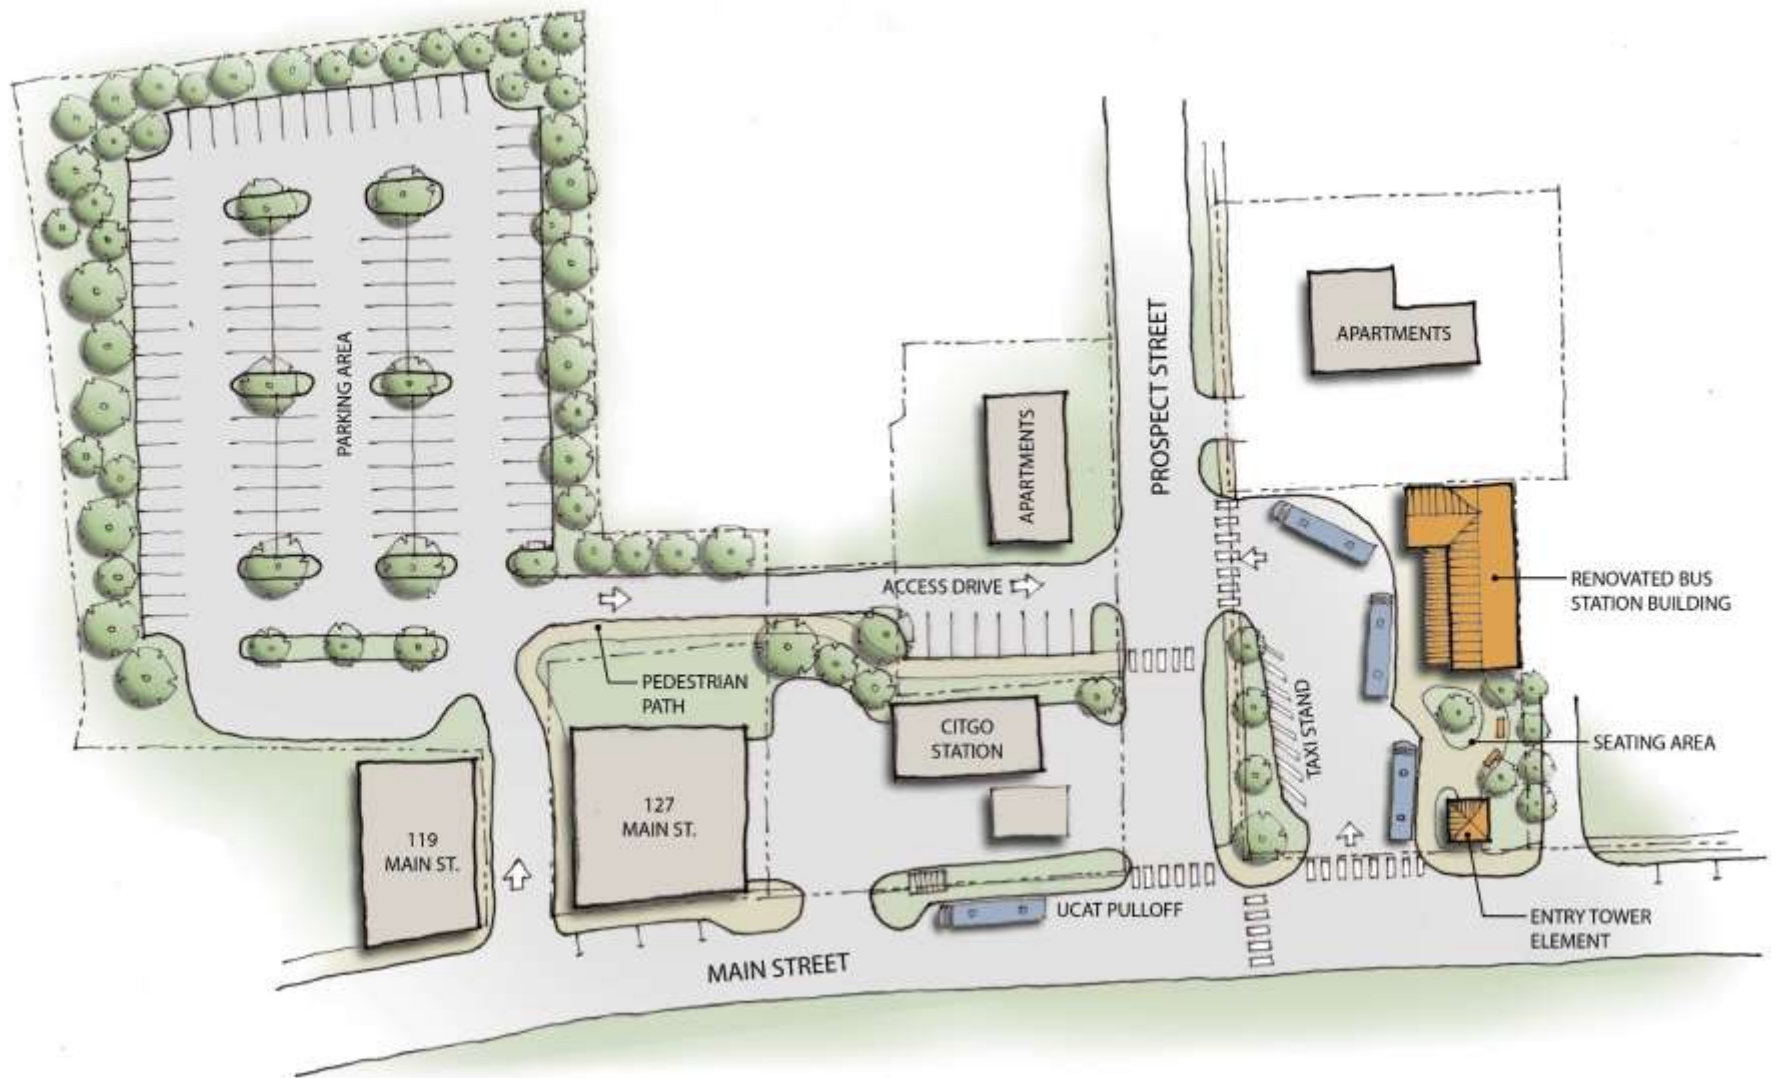 PARKING AREA
PROSPECT STREET
APARTMENTS
APARTMENTS
ACCESS DRIVE
RENOVATED BUS
STATION BUILDING
PEDESTRIAN
PATH
CITGO
STATION
TAXI STAND
SEATING AREA
127
MAIN ST.
119
MAIN ST.
UCAT PULLOFF
ENTRY TOWER
ELEMENT
MAIN STREET